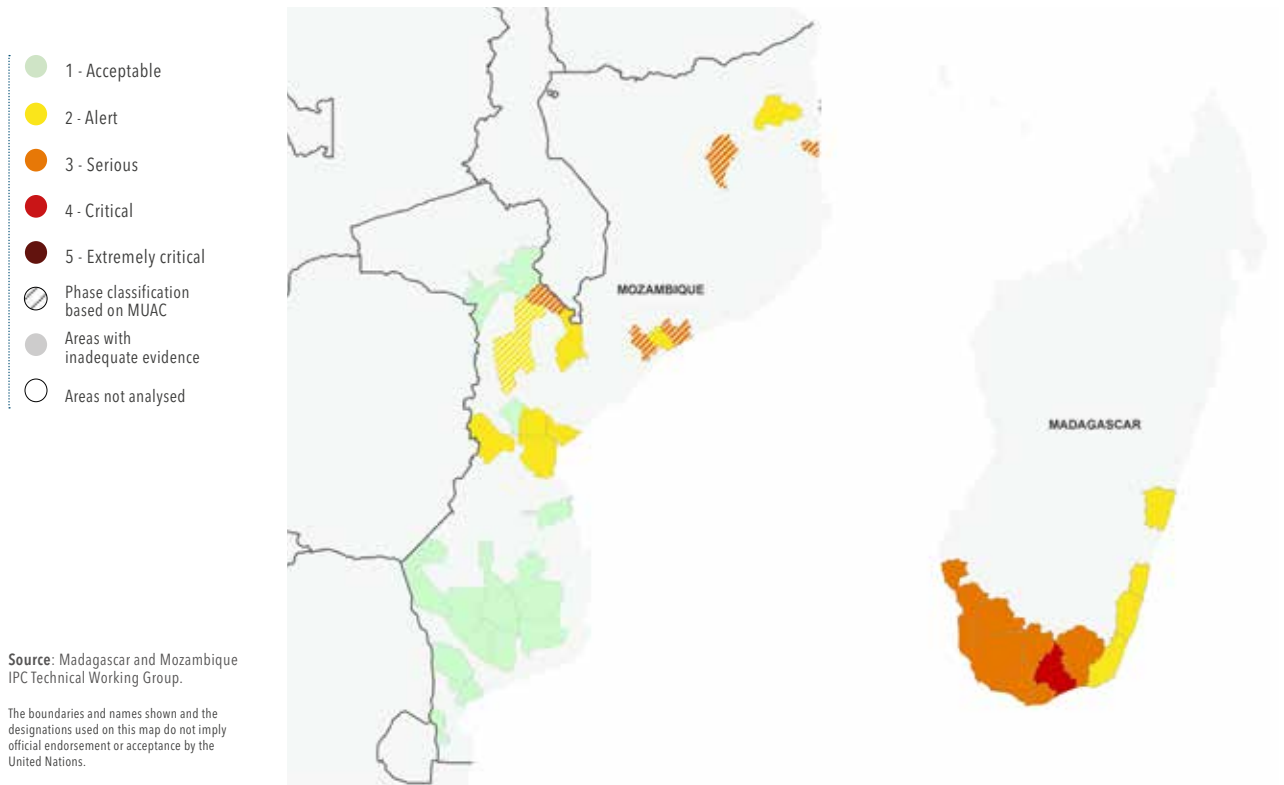 1 - Acceptable
2 - Alert
3 - Serious
4 - Critical
5 - Extremely critical
Phase classification
based on MUAC
Areas with
inadequate evidence
Areas not analysed
MOZAMBIQUE
MADAGASCAR
Source: Madagascar and Mozambique
IPC Technical Working Group.
The boundaries and names shown and the
designations used on this map do not imply
official endorsement or acceptance by the
United Nations.